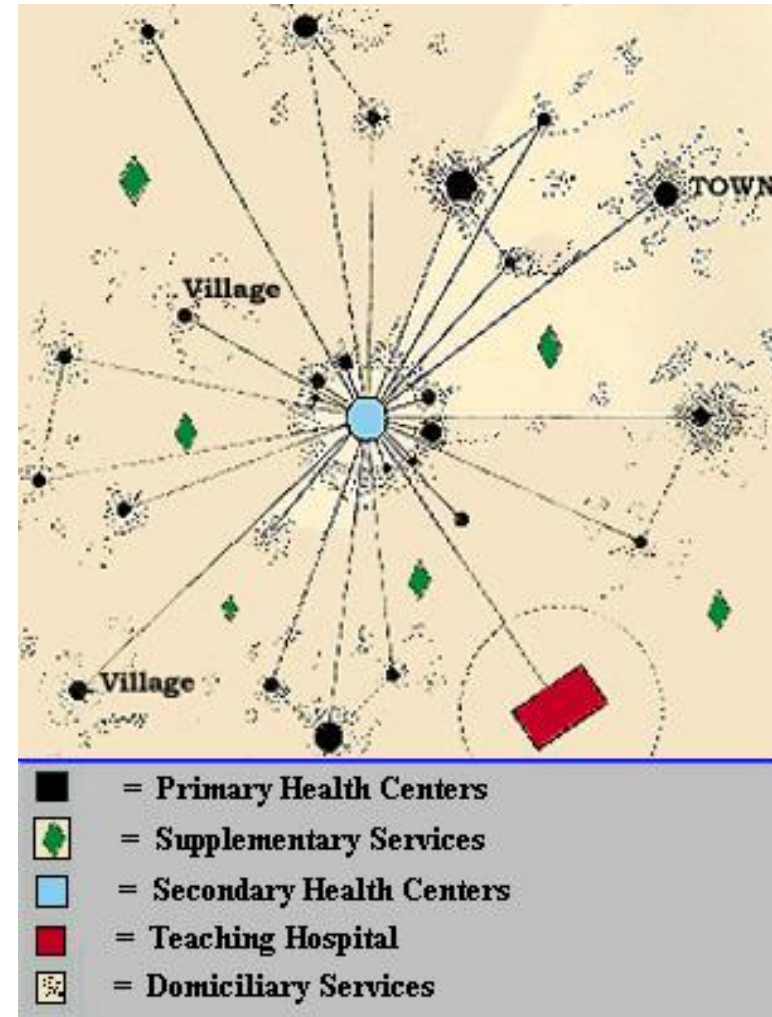 TOWN
Village
Village
= Primary Health Centers
= Supplementary Services
= Secondary Health Centers
= Teaching Hospital
= Domiciliary Services